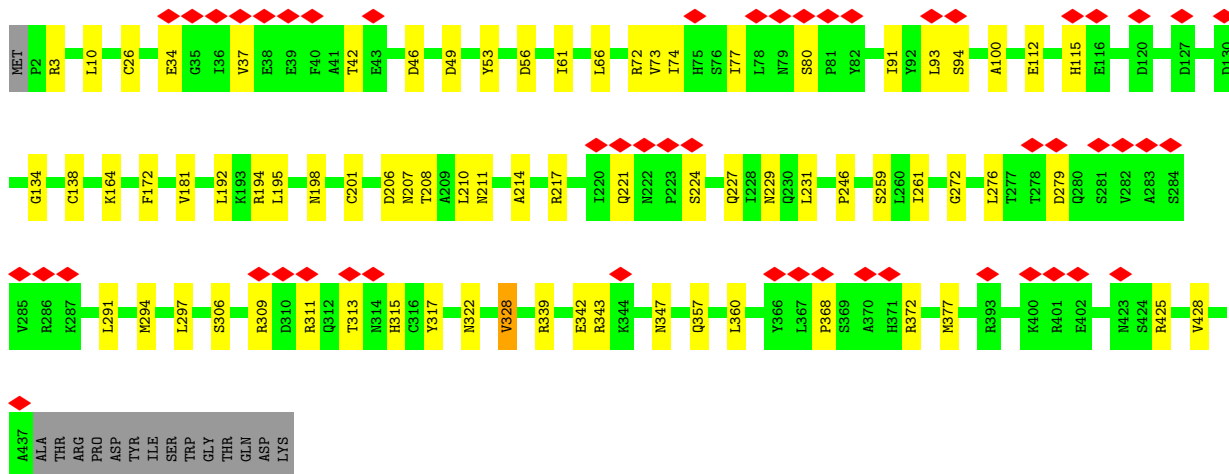 MET P2 R3 L10 C26 E34 G35 I36 V37 E38 E39 F40 A41 T42 E43 D46 D49 Y53 D56 I61 L66 R72 V73 I74 H75 S76 I77 L78 N79 S80 P81 Y82 I91 Y92 L93 S94 A100 E112 H115 E116 D120 D127 D130
G134 C138 K164 F172 V181 L192 K193 R194 L195 N198 C201 D206 N207 T208 A209 L210 N211 A214 R217 I220 Q221 N222 P223 S224 Q227 I228 N229 Q230 L231 P246 S259 L260 I261 G272 L276 T277 T278 D279 Q280 S281 V282 A283 S284
V285 R286 K287 L291 M294 L297 S306 R309 D310 R311 Q312 T313 N314 H315 C316 Y317 N322 V328 R339 E342 R343 K344 N347 Q357 L360 Y366 L367 P368 S369 A370 H371 R372 M377 R393 K400 R401 E402 N423 S424 R425 V428
A437 ALA THR ARG PRO ASP TYR ILE SER TRP GLY THR GLN ASP LYS